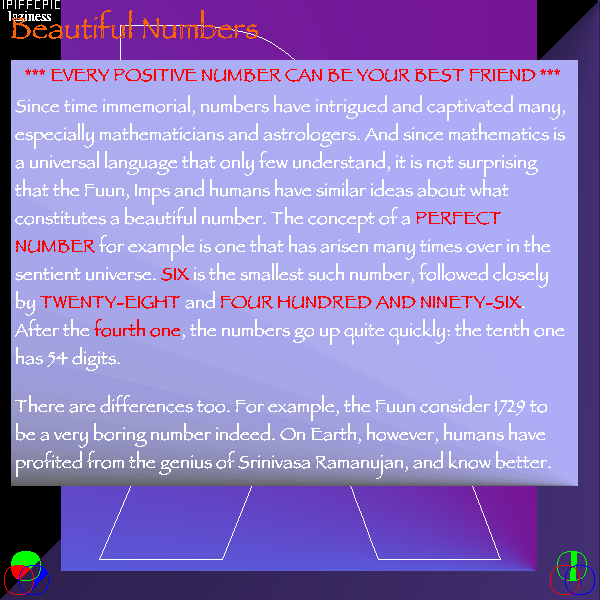 IPIFFCPIC
laziness
Beautiful Numbers
*** EVERY POSITIVE NUMBER CAN BE YOUR BEST FRIEND ***
Since time immemorial, numbers have intrigued and captivated many,
especially mathematicians and astrologers. And since mathematics is
a universal language that only few understand, it is not surprising
that the Fuun, Imps and humans have similar ideas about what
constitutes a beautiful number. The concept of a PERFECT
NUMBER for example is one that has arisen many times over in the
sentient universe. SIX is the smallest such number, followed closely
by TWENTY-EIGHT and FOUR HUNDRED AND NINETY-SIX.
After the fourth one, the numbers go up quite quickly: the tenth one
has 54 digits.
There are differences too. For example, the Fuun consider 1729 to
be a very boring number indeed. On Earth, however, humans have
profited from the genius of Srinivasa Ramanujan, and know better.